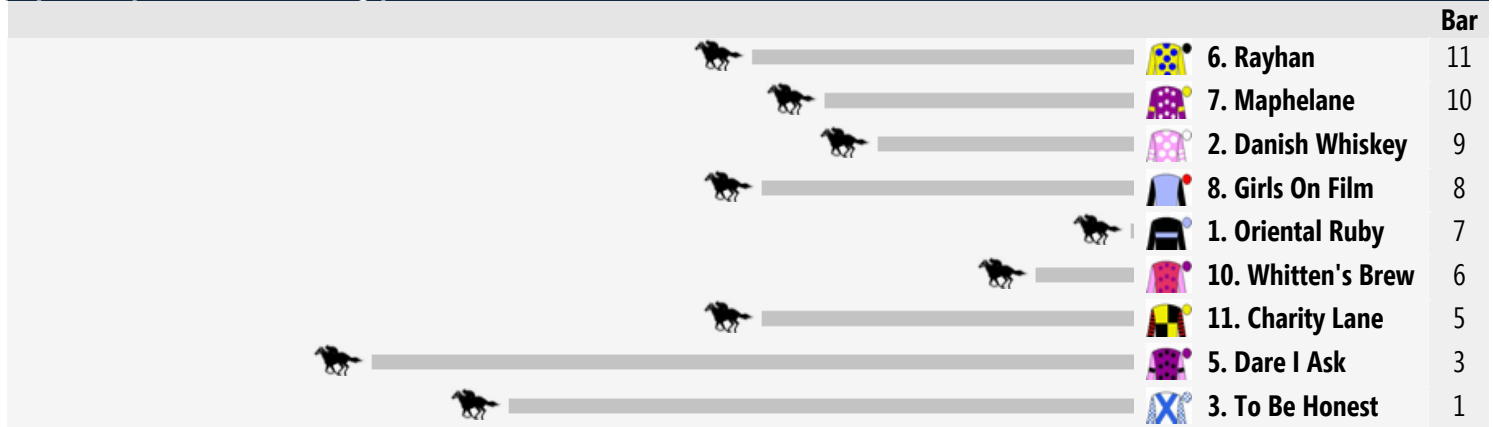 Bar
6. Rayhan 11
7. Maphelane 10
2. Danish Whiskey 9
8. Girls On Film 8
1. Oriental Ruby 7
10. Whitten's Brew 6
11. Charity Lane 5
5. Dare I Ask 3
3. To Be Honest 1